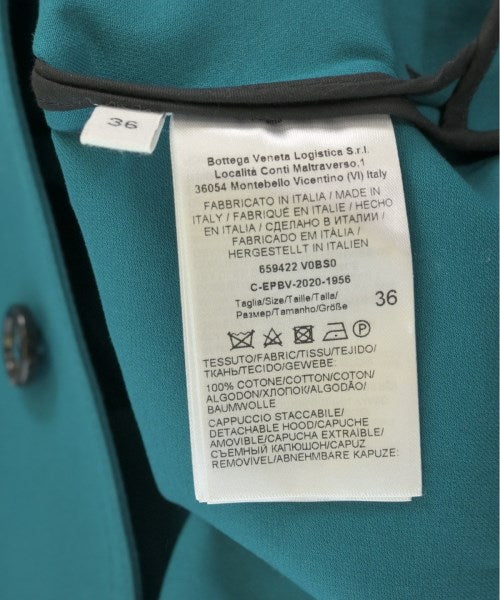 36
Bottega Veneta Logistica S.r.l.
Località Conti Maltraverso,1
36054 Montebello Vicentino (VI) Italy
FABBRICATO IN ITALIA / MADE IN
ITALY / FABRIQUÉ EN ITALIE / HECHO
EN ITALIA / СДЕЛАНО В ИТАЛИИ /
FABRICADO EM ITÁLIA /
HERGESTELLT IN ITALIEN
659422 V0BS0
C-EPBV-2020-1956
Taglia/Size/Taille/Talla/
Размер/Tamanho/Größe 36
P
TESSUTO/FABRIC/TISSU/TEJIDO/
ТКАНЬ/TECIDO/GEWEBE
100% COTONE/COTTON/COTON/
ALGODON/ХЛОПОК/ALGODÃO/
BAUMWOLLE
CAPPUCCIO STACCABILE/
DETACHABLE HOOD/CAPUCHE
AMOVIBLE/CAPUCHA EXTRAÍBLE/
СЪЕМНЫЙ КАПЮШОН/CAPUZ
REMOVÍVEL/ABNEHMBARE KAPUZE: